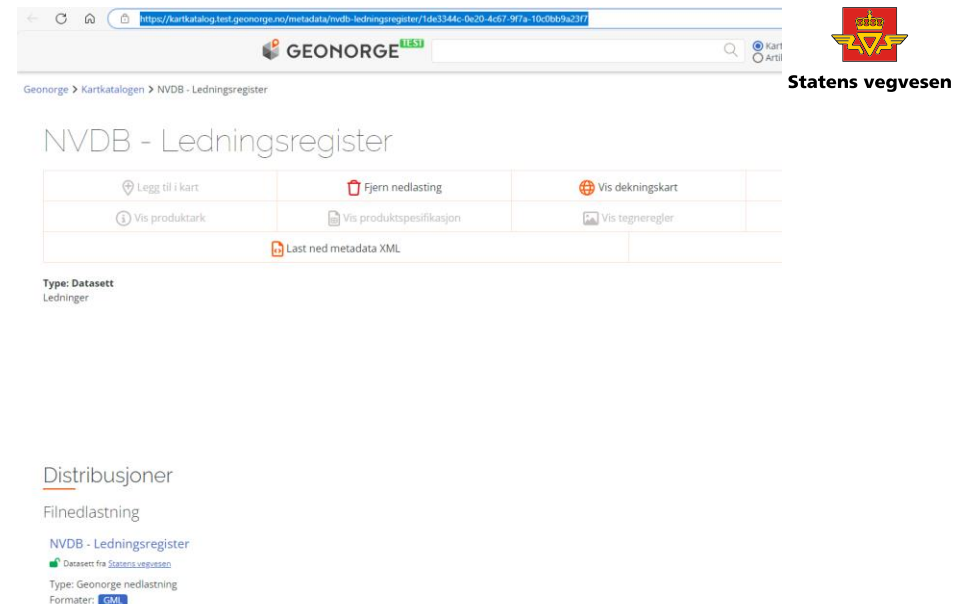 https://kartkatalog.test.geonorge.no/metadata/nvdb-ledningsregister/1de3344c-0e20-4c67-9f7a-10c0bb9a23f7
GEONORGE TEST
Kart
Arti
Statens vegvesen
Geonorge > Kartkatalogen > NVDB - Ledningsregister
NVDB - Ledningsregister
Legg til i kart
Fjern nedlasting
Vis dekningskart
Vis produktark
Vis produktspesifikasjon
Vis tegneregler
Last ned metadata XML
Type: Datasett
Ledninger
Distribusjoner
Filnedlastning
NVDB - Ledningsregister
Datasett fra Statens vegvesen
Type: Geonorge nedlastning
Formater: GML